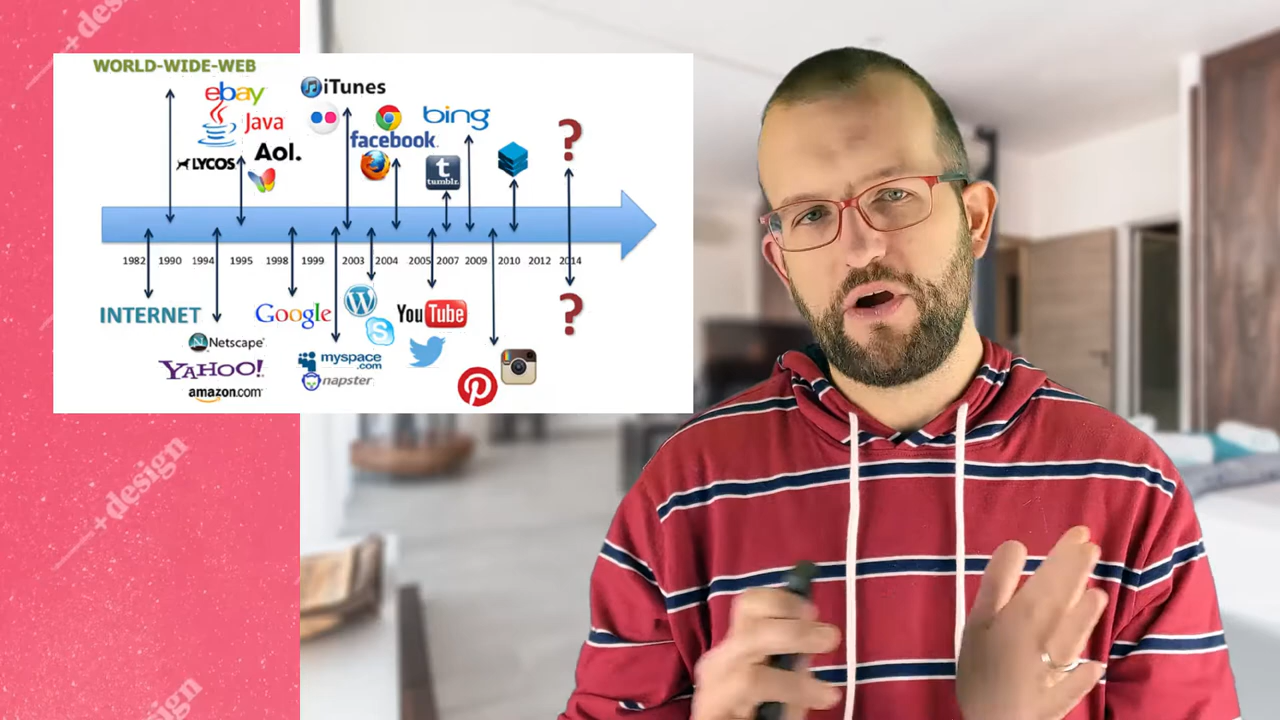 +design
WORLD-WIDE-WEB
ebay
Java
LYCOS
Aol.
iTunes
facebook
bing
tumblr.
?
1982 1990 1994 1995 1998 1999 2003 2004 2005 2007 2009 2010 2012 2014
INTERNET
Netscape
YAHOO!
amazon.com
Google
myspace.com
napster
W
S
YouTube
?
+design
+design